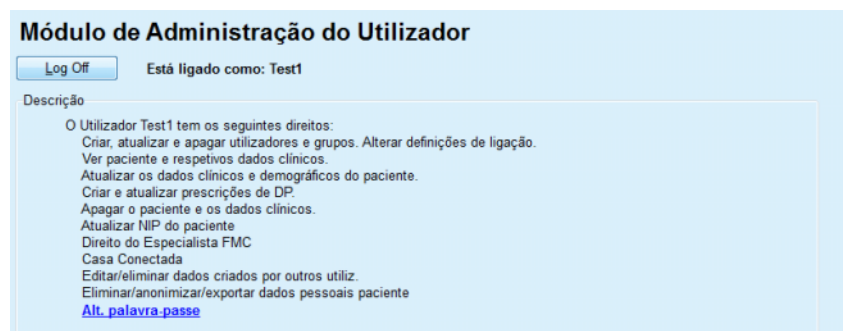 Módulo de Administração do Utilizador
Log Off Está ligado como: Test1
Descrição
O Utilizador Test1 tem os seguintes direitos:
Criar, atualizar e apagar utilizadores e grupos. Alterar definições de ligação.
Ver paciente e respetivos dados clínicos.
Atualizar os dados clínicos e demográficos do paciente.
Criar e atualizar prescrições de DP.
Apagar o paciente e os dados clínicos.
Atualizar NIP do paciente
Direito do Especialista FMC
Casa Conectada
Editar/eliminar dados criados por outros utiliz.
Eliminar/anonimizar/exportar dados pessoais paciente
Alt. palavra-passe